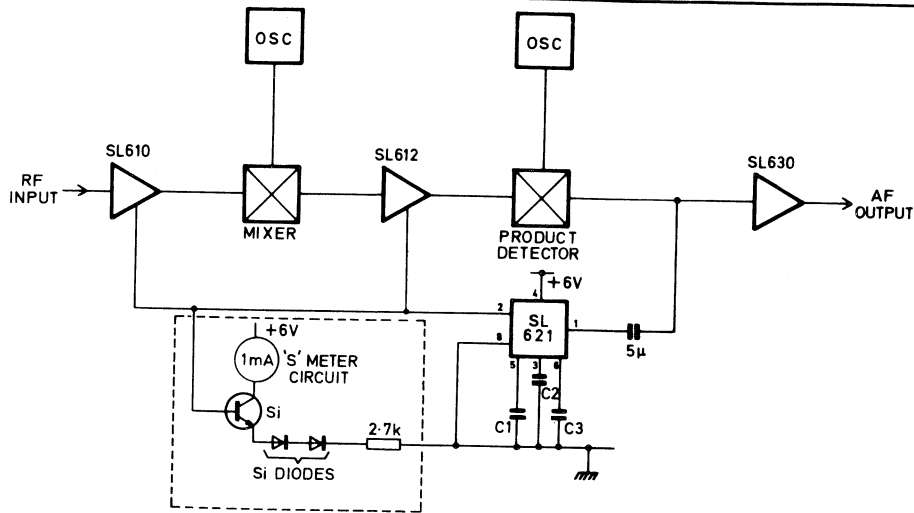 OSC
OSC
SL610
SL612
SL630
RF
INPUT
MIXER
PRODUCT
DETECTOR
AF
OUTPUT
+6V
4
2
SL
621
1
8
5μ
5
3
6
C1
C2
C3
+6V
1mA
'S' METER
CIRCUIT
Si
2·7k
Si DIODES